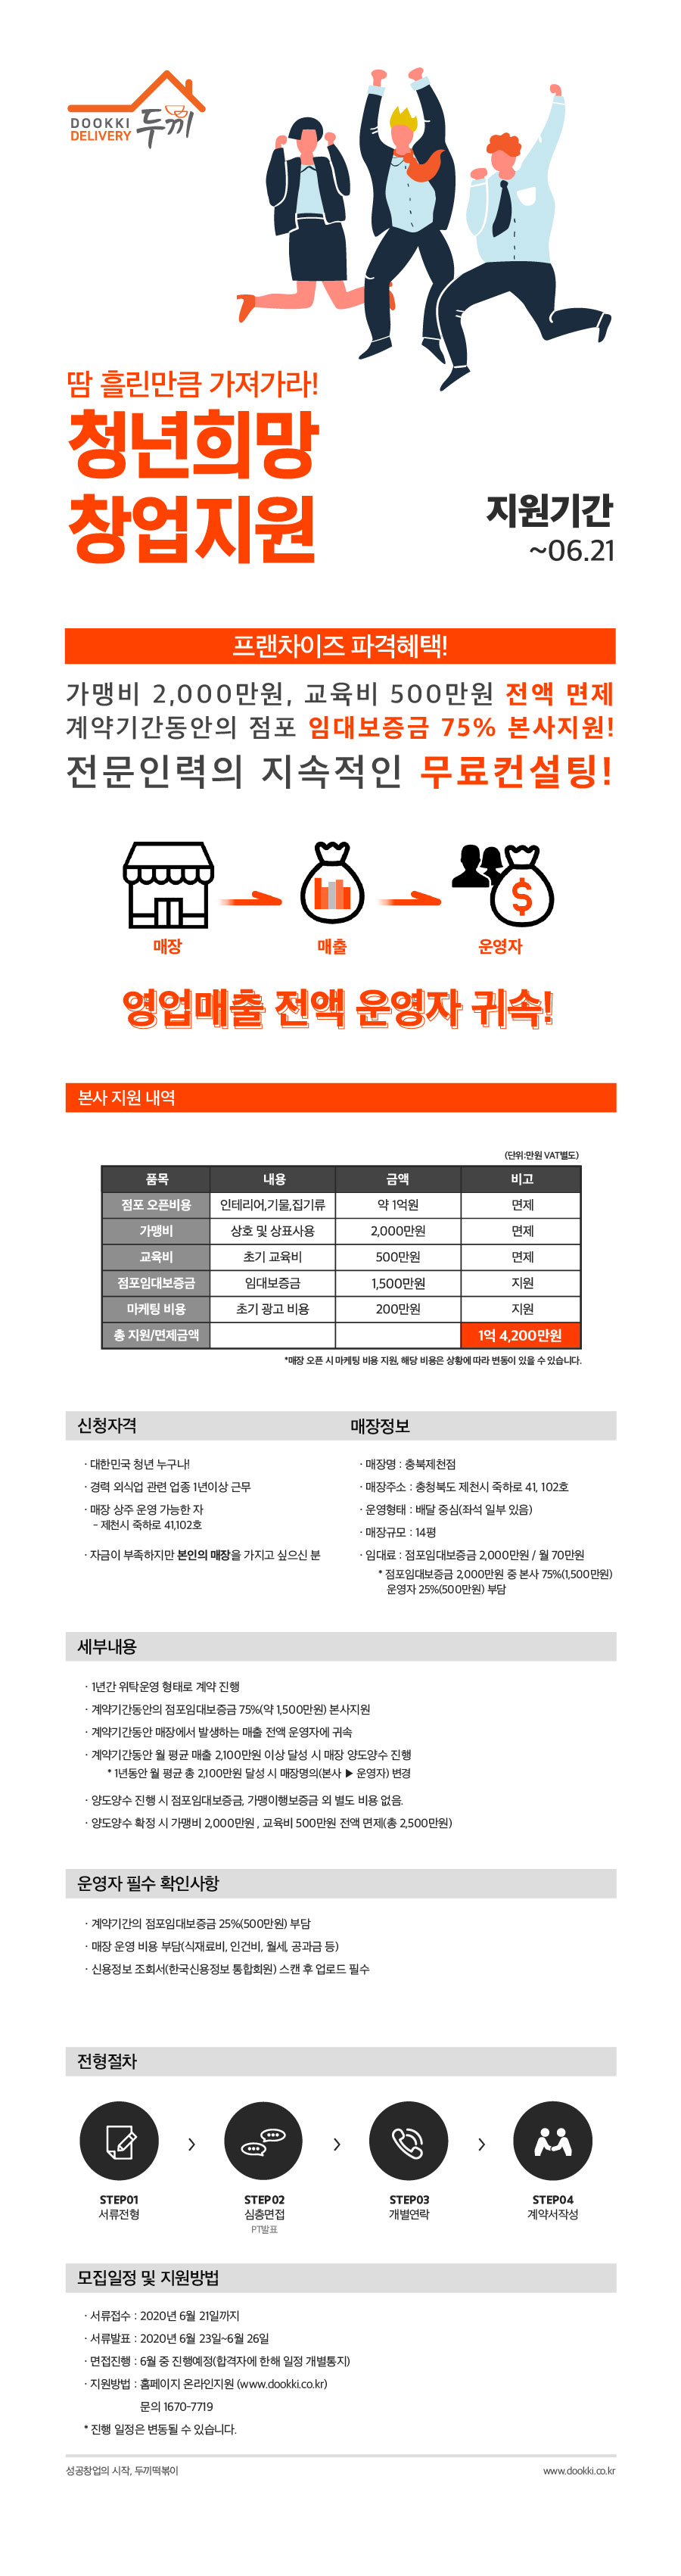 DOOKKI
DELIVERY 두끼
땀 흘린만큼 가져가라!
청년희망
창업지원
지원기간
~06.21
프랜차이즈 파격혜택!
가맹비 2,000만원, 교육비 500만원 전액 면제
계약기간동안의 점포 임대보증금 75% 본사지원!
전문인력의 지속적인 무료컨설팅!
$
매장 매출 운영자
영업매출 전액 운영자 귀속!
본사 지원 내역
(단위:만원 VAT별도)
품목 내용 금액 비고
점포 오픈비용 인테리어,기물,집기류 약 1억원 면제
가맹비 상호 및 상표사용 2,000만원 면제
교육비 초기 교육비 500만원 면제
점포임대보증금 임대보증금 1,500만원 지원
마케팅 비용 초기 광고 비용 200만원 지원
총 지원/면제금액 1억 4,200만원
*매장 오픈 시 마케팅 비용 지원, 해당 비용은 상황에 따라 변동이 있을 수 있습니다.
신청자격
· 대한민국 청년 누구나!
· 경력 외식업 관련 업종 1년이상 근무
· 매장 상주 운영 가능한 자
- 제천시 죽하로 41,102호
· 자금이 부족하지만 본인의 매장을 가지고 싶으신 분
매장정보
· 매장명 : 충북제천점
· 매장주소 : 충청북도 제천시 죽하로 41, 102호
· 운영형태 : 배달 중심(좌석 일부 있음)
· 매장규모 : 14평
· 임대료 : 점포임대보증금 2,000만원 / 월 70만원
* 점포임대보증금 2,000만원 중 본사 75%(1,500만원)
운영자 25%(500만원) 부담
세부내용
· 1년간 위탁운영 형태로 계약 진행
· 계약기간동안의 점포임대보증금 75%(약 1,500만원) 본사지원
· 계약기간동안 매장에서 발생하는 매출 전액 운영자에 귀속
· 계약기간동안 월 평균 매출 2,100만원 이상 달성 시 매장 양도양수 진행
* 1년동안 월 평균 총 2,100만원 달성 시 매장명의(본사 ▶ 운영자) 변경
· 양도양수 진행 시 점포임대보증금, 가맹이행보증금 외 별도 비용 없음.
· 양도양수 확정 시 가맹비 2,000만원 , 교육비 500만원 전액 면제(총 2,500만원)
운영자 필수 확인사항
· 계약기간의 점포임대보증금 25%(500만원) 부담
· 매장 운영 비용 부담(식재료비, 인건비, 월세, 공과금 등)
· 신용정보 조회서(한국신용정보 통합회원) 스캔 후 업로드 필수
전형절차
STEP01
서류전형
STEP02
심층면접
PT발표
STEP03
개별연락
STEP04
계약서작성
모집일정 및 지원방법
· 서류접수 : 2020년 6월 21일까지
· 서류발표 : 2020년 6월 23일~6월 26일
· 면접진행 : 6월 중 진행예정(합격자에 한해 일정 개별통지)
· 지원방법 : 홈페이지 온라인지원 (www.dookki.co.kr)
문의 1670-7719
* 진행 일정은 변동될 수 있습니다.
성공창업의 시작, 두끼떡볶이 www.dookki.co.kr